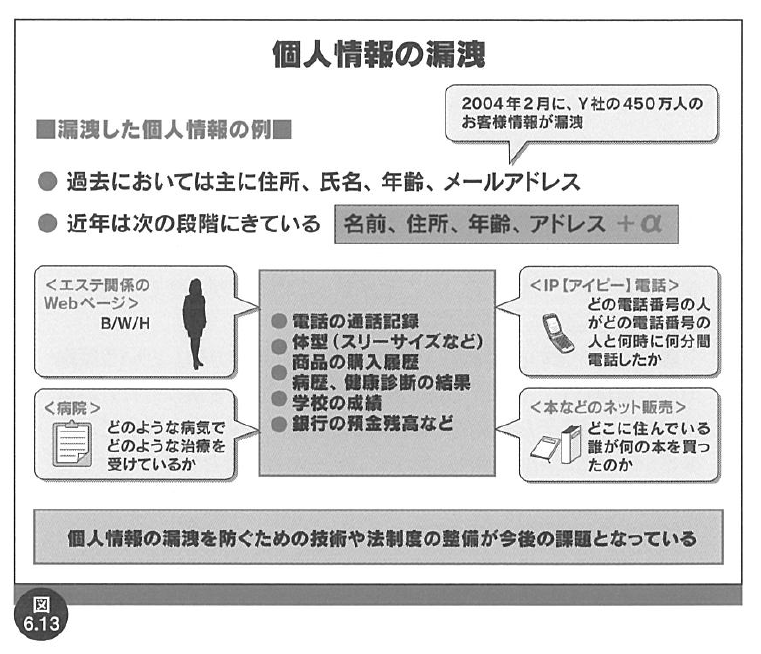 個人情報の漏洩
2004年2月に、Y社の450万人の
お客様情報が漏洩
■漏洩した個人情報の例■
● 過去においては主に住所、氏名、年齢、メールアドレス
● 近年は次の段階にきている
名前、住所、年齢、アドレス +α
<エステ関係の
Webページ>
B/W/H
<病院>
どのような病気で
どのような治療を
受けているか
● 電話の通話記録
● 体型(スリーサイズなど)
● 商品の購入履歴
● 病歴、健康診断の結果
● 学校の成績
● 銀行の預金残高など
<IP【アイピー】電話>
どの電話番号の人
がどの電話番号の
人と何時に何分間
電話したか
<本などのネット販売>
どこに住んでいる
誰が何の本を買っ
たのか
個人情報の漏洩を防ぐための技術や法制度の整備が今後の課題となっている
図
6.13